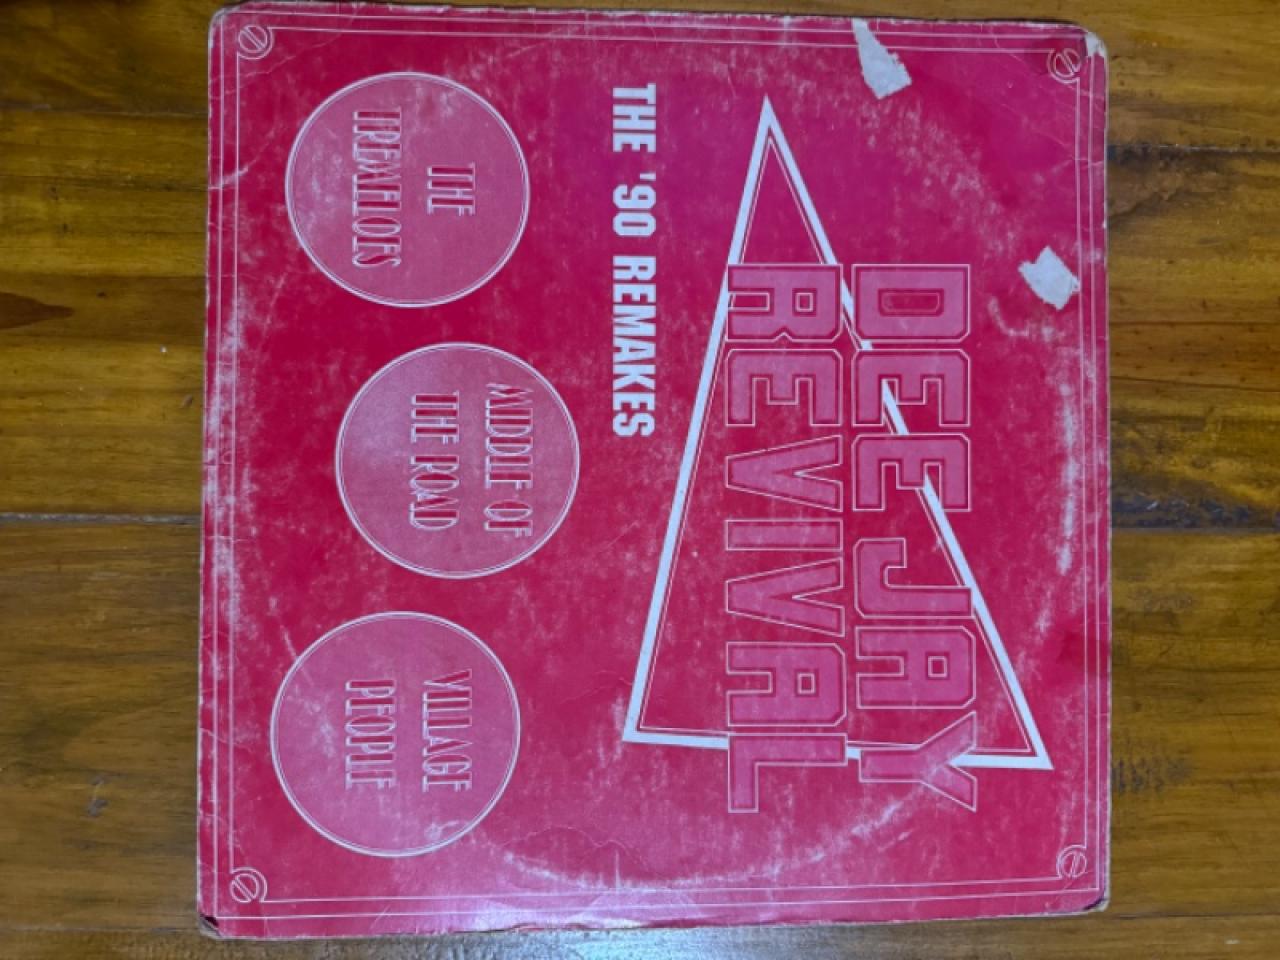 DEE JAY
REVIVAL
THE '90 REMAKES
THE
TREMELOES
MIDDLE OF
THE ROAD
VILLAGE
PEOPLE